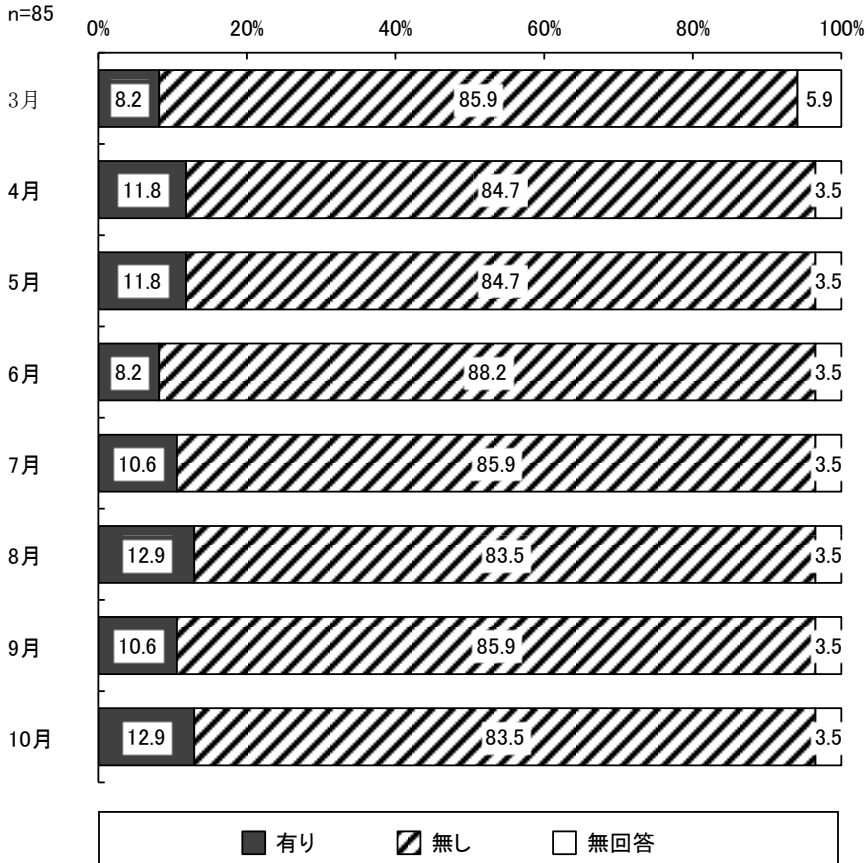 n=85
0% 20% 40% 60% 80% 100%
3月 8.2 85.9 5.9
4月 11.8 84.7 3.5
5月 11.8 84.7 3.5
6月 8.2 88.2 3.5
7月 10.6 85.9 3.5
8月 12.9 83.5 3.5
9月 10.6 85.9 3.5
10月 12.9 83.5 3.5
有り 無し 無回答